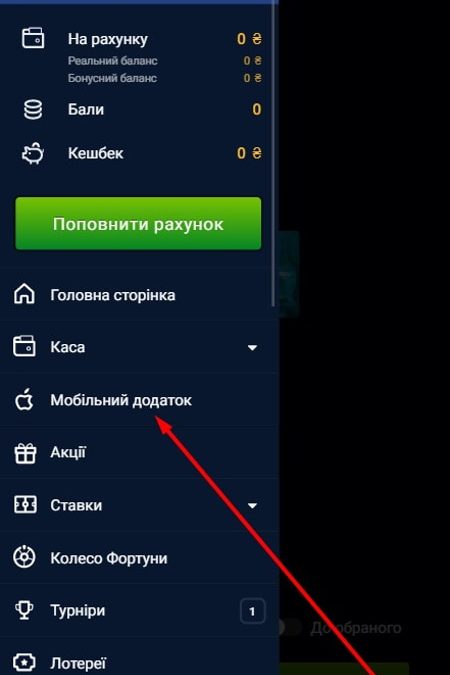 На рахунку 0 ₴
Реальний баланс 0 ₴
Бонусний баланс 0 ₴
Бали 0
Кешбек 0 ₴
Поповнити рахунок
Головна сторінка
Каса
Мобільний додаток
Акції
Ставки
Колесо Фортуни
Турніри 1
До обраного
Лотереї